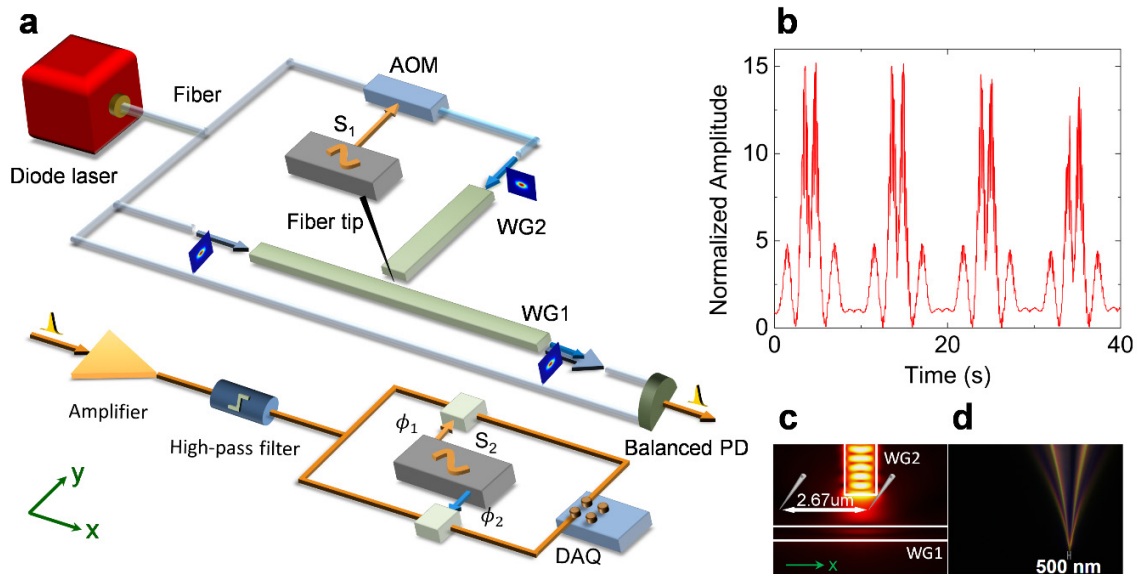 a
Diode laser
Fiber
AOM
S1
Fiber tip
WG2
WG1
Amplifier
High-pass filter
ϕ1
S2
ϕ2
DAQ
Balanced PD
y
x
b
Normalized Amplitude
15
10
5
0
0 20 40
Time (s)
c
WG2
2.67um
WG1
x
d
500 nm